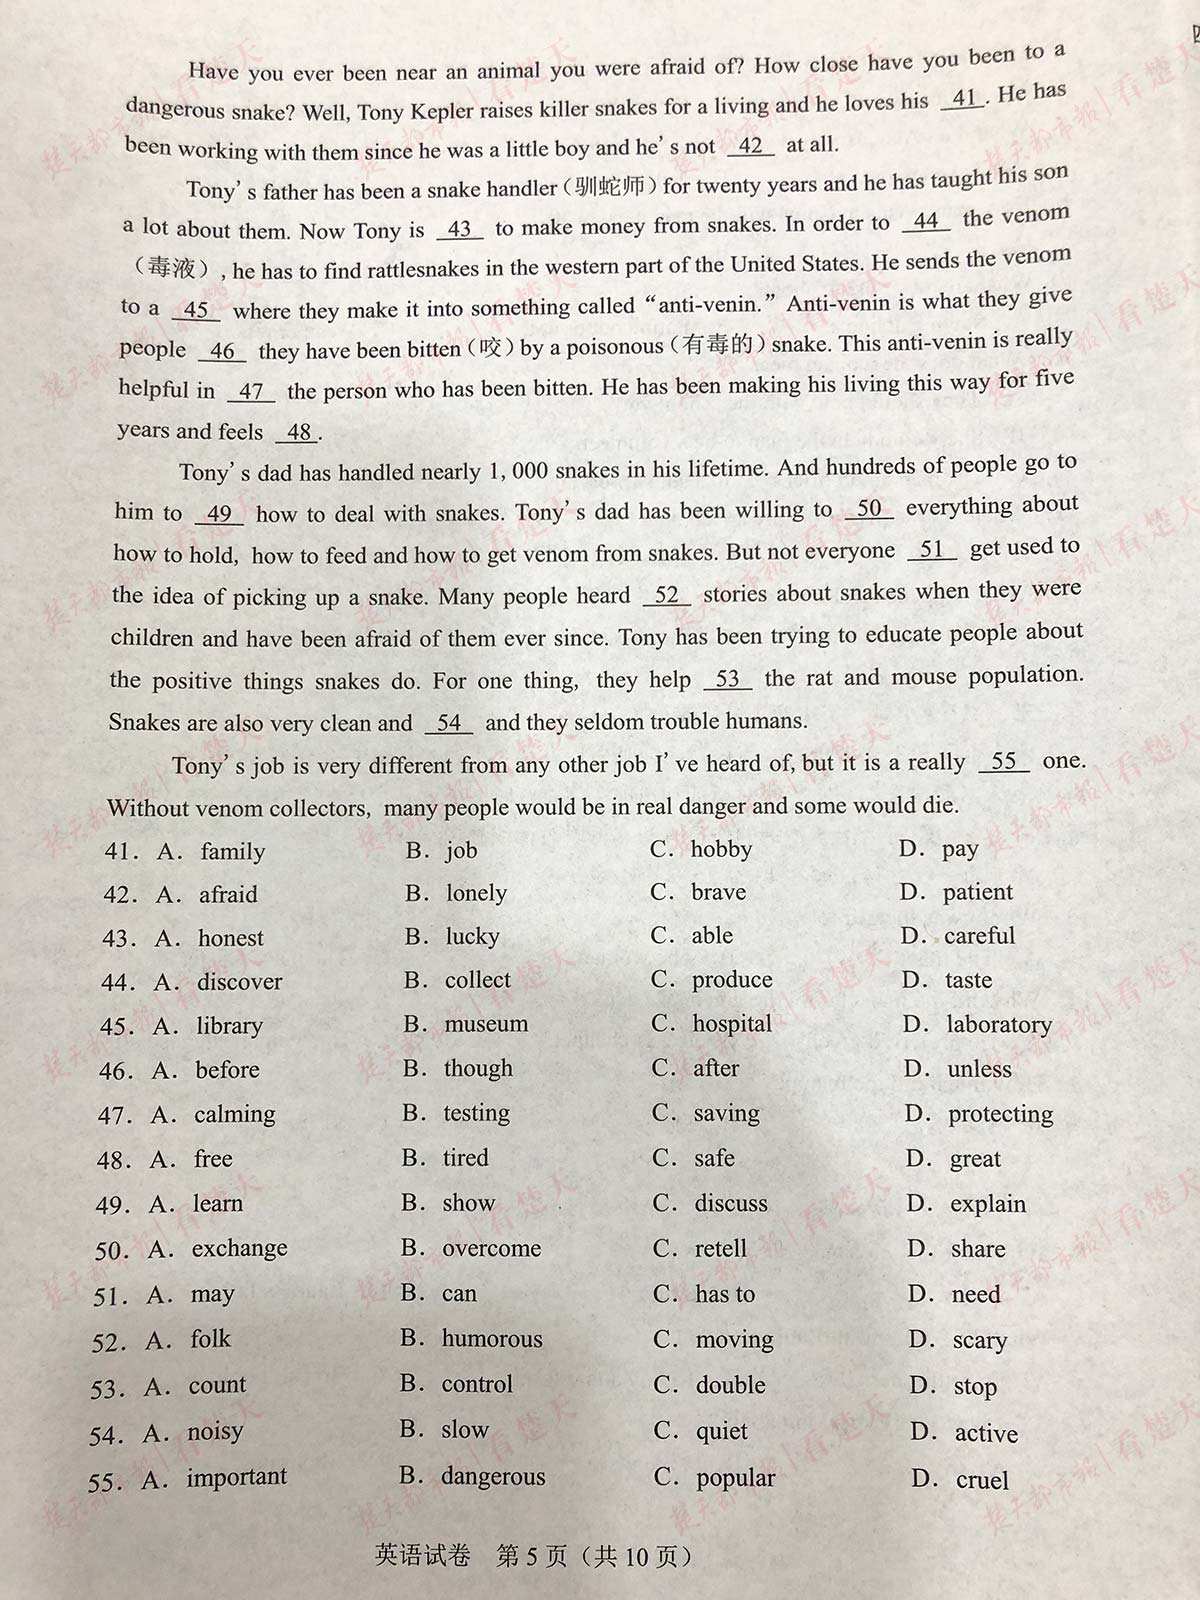 Have you ever been near an animal you were afraid of? How close have you been to a
dangerous snake? Well, Tony Kepler raises killer snakes for a living and he loves his 41. He has
been working with them since he was a little boy and he's not 42 at all.
Tony's father has been a snake handler（驯蛇师）for twenty years and he has taught his son
a lot about them. Now Tony is 43 to make money from snakes. In order to 44 the venom
（毒液）, he has to find rattlesnakes in the western part of the United States. He sends the venom
to a 45 where they make it into something called “anti-venin.” Anti-venin is what they give
people 46 they have been bitten（咬）by a poisonous（有毒的）snake. This anti-venin is really
helpful in 47 the person who has been bitten. He has been making his living this way for five
years and feels 48.
Tony's dad has handled nearly 1, 000 snakes in his lifetime. And hundreds of people go to
him to 49 how to deal with snakes. Tony's dad has been willing to 50 everything about
how to hold, how to feed and how to get venom from snakes. But not everyone 51 get used to
the idea of picking up a snake. Many people heard 52 stories about snakes when they were
children and have been afraid of them ever since. Tony has been trying to educate people about
the positive things snakes do. For one thing, they help 53 the rat and mouse population.
Snakes are also very clean and 54 and they seldom trouble humans.
Tony's job is very different from any other job I've heard of, but it is a really 55 one.
Without venom collectors, many people would be in real danger and some would die.
41. A. family B. job C. hobby D. pay
42. A. afraid B. lonely C. brave D. patient
43. A. honest B. lucky C. able D. careful
44. A. discover B. collect C. produce D. taste
45. A. library B. museum C. hospital D. laboratory
46. A. before B. though C. after D. unless
47. A. calming B. testing C. saving D. protecting
48. A. free B. tired C. safe D. great
49. A. learn B. show C. discuss D. explain
50. A. exchange B. overcome C. retell D. share
51. A. may B. can C. has to D. need
52. A. folk B. humorous C. moving D. scary
53. A. count B. control C. double D. stop
54. A. noisy B. slow C. quiet D. active
55. A. important B. dangerous C. popular D. cruel
英语试卷 第 5 页（共 10 页）